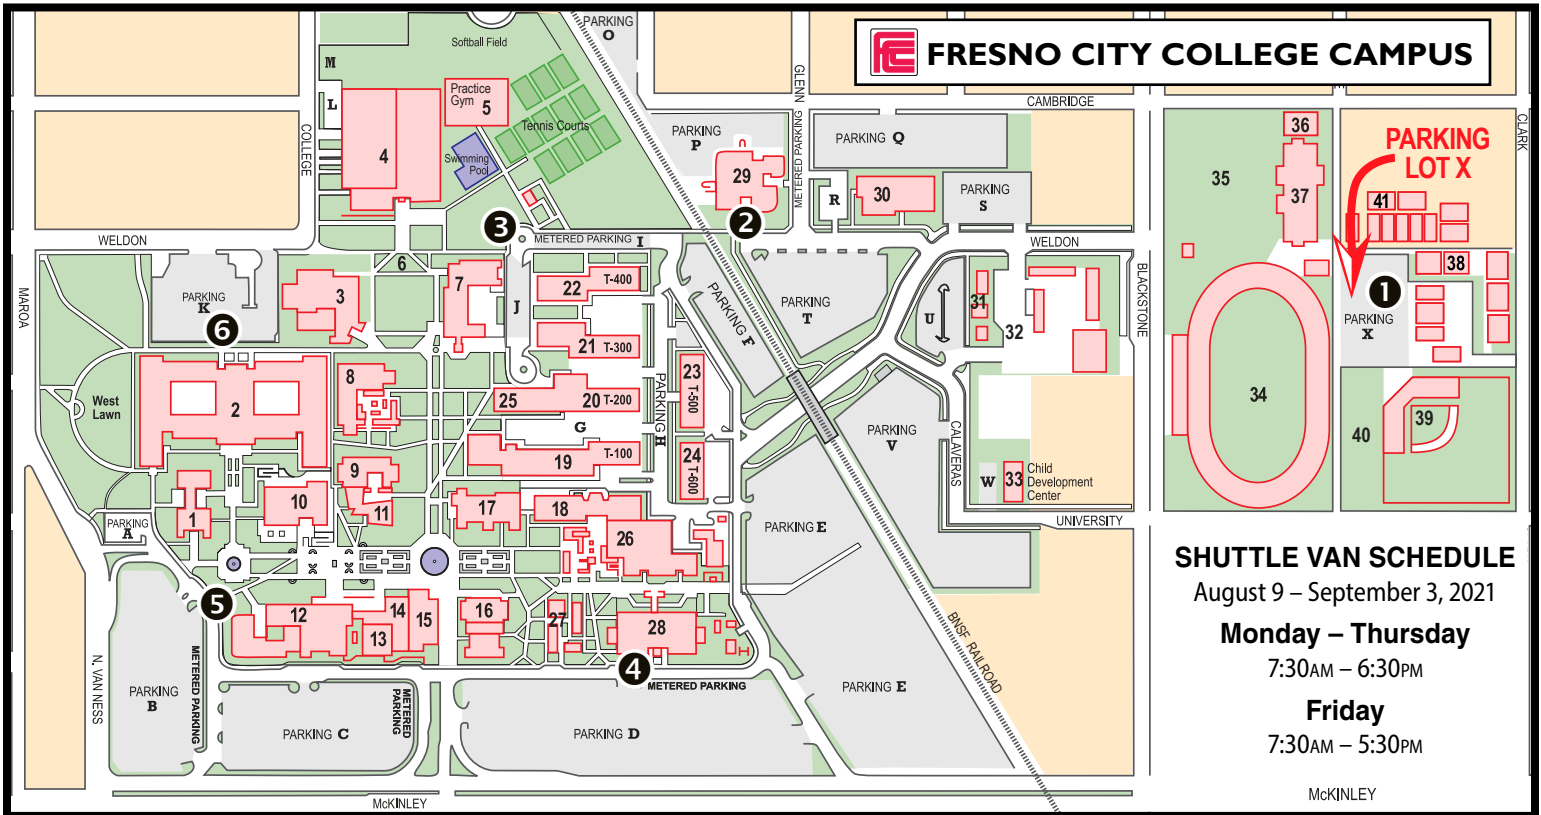 FCC FRESNO CITY COLLEGE CAMPUS
PARKING
O
Softball Field
M
L
Practice
Gym 5
4
Tennis Courts
Swimming
Pool
COLLEGE
PARKING
P
GLENN
METERED PARKING
CAMBRIDGE
PARKING Q
29
30
R
PARKING
S
36
35
37
PARKING
LOT X
CLARK
41
38
WELDON
3
METERED PARKING I
2
WELDON
BLACKSTONE
MAROA
PARKING
K
6
3
6
7
J
22 T-400
21 T-300
PARKING F
PARKING
T
U
31
32
1
PARKING
X
West
Lawn
2
8
25
20 T-200
G
PARKING H
23
T-500
PARKING
V
CALAVERAS
34
39
40
9
19
T-100
24
T-600
W
33
Child
Development
Center
1
10
11
17
18
26
PARKING
A
PARKING E
UNIVERSITY
5
12
14
15
13
16
27
28
4
METERED PARKING
BNSF RAILROAD
N. VAN NESS
PARKING
B
METERED PARKING
PARKING C
METERED
PARKING
PARKING D
PARKING E
McKINLEY
SHUTTLE VAN SCHEDULE
August 9 – September 3, 2021
Monday – Thursday
7:30AM – 6:30PM
Friday
7:30AM – 5:30PM
McKINLEY